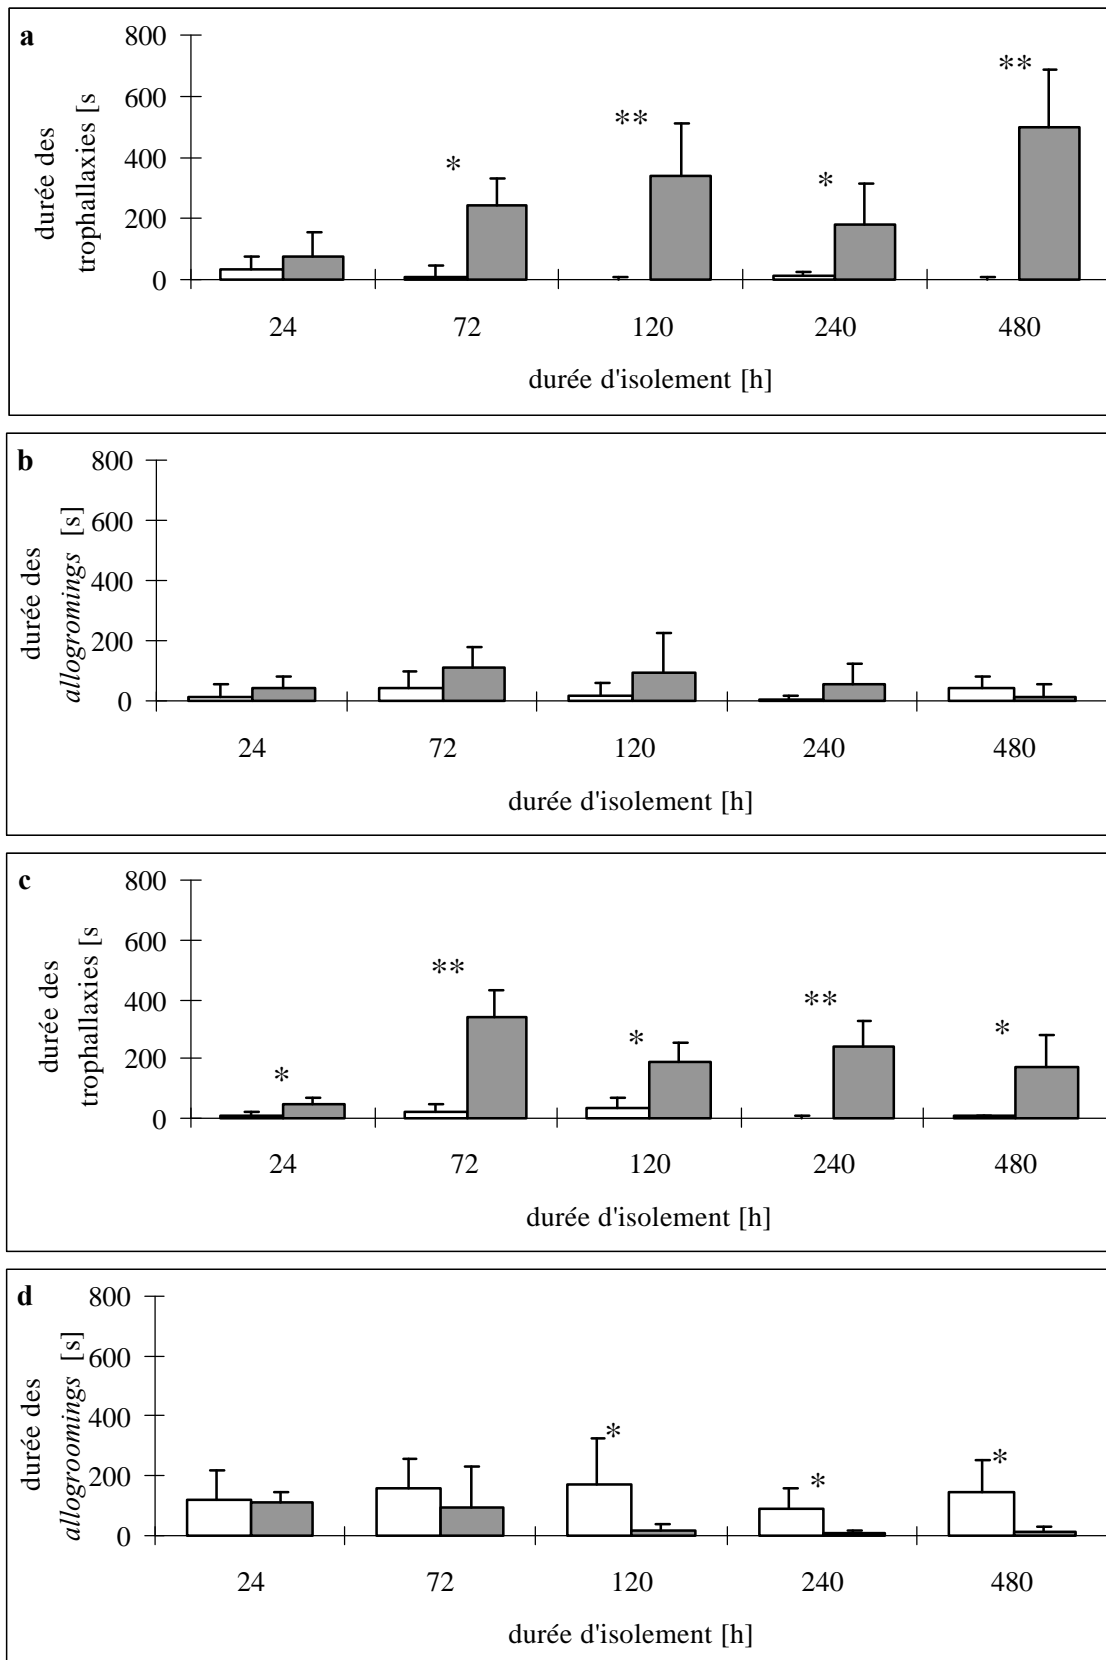 a
durée des
trophallaxies [s
800
600
400
200
0
* ** * **
24 72 120 240 480
durée d'isolement [h]
b
durée des
allogromings [s]
800
600
400
200
0
24 72 120 240 480
durée d'isolement [h]
c
durée des
trophallaxies [s
800
600
400
200
0
* ** * ** *
24 72 120 240 480
durée d'isolement [h]
d
durée des
allogroomings [s]
800
600
400
200
0
* * *
24 72 120 240 480
durée d'isolement [h]